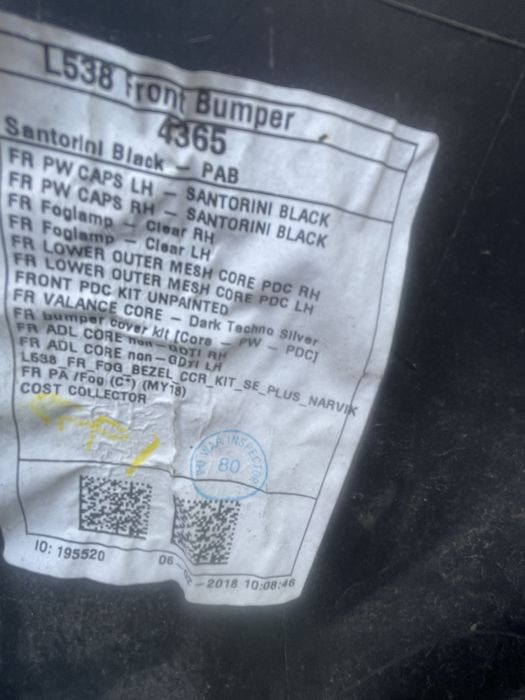 L538 Front Bumper
4365
Santorini Black - PAB
FR PW CAPS LH - SANTORINI BLACK
FR PW CAPS RH - SANTORINI BLACK
FR Foglamp - Clear RH
FR Foglamp - Clear LH
FR LOWER OUTER MESH CORE PDC RH
FR LOWER OUTER MESH CORE PDC LH
FRONT PDC KIT UNPAINTED
FR VALANCE CORE - Dark Techno Silver
FR bumper cover kit [Core - PW - PDC]
FR ADL CORE non-GDTI RH
FR ADL CORE non-GDTI LH
L538_FR_FOG_BEZEL_CCR_KIT_SE_PLUS_NARVIK
FR PA /Fog (C*) (MY18)
COST COLLECTOR
WAR INSPECTOR
80
ID: 195520
06- -2018 10:08:46